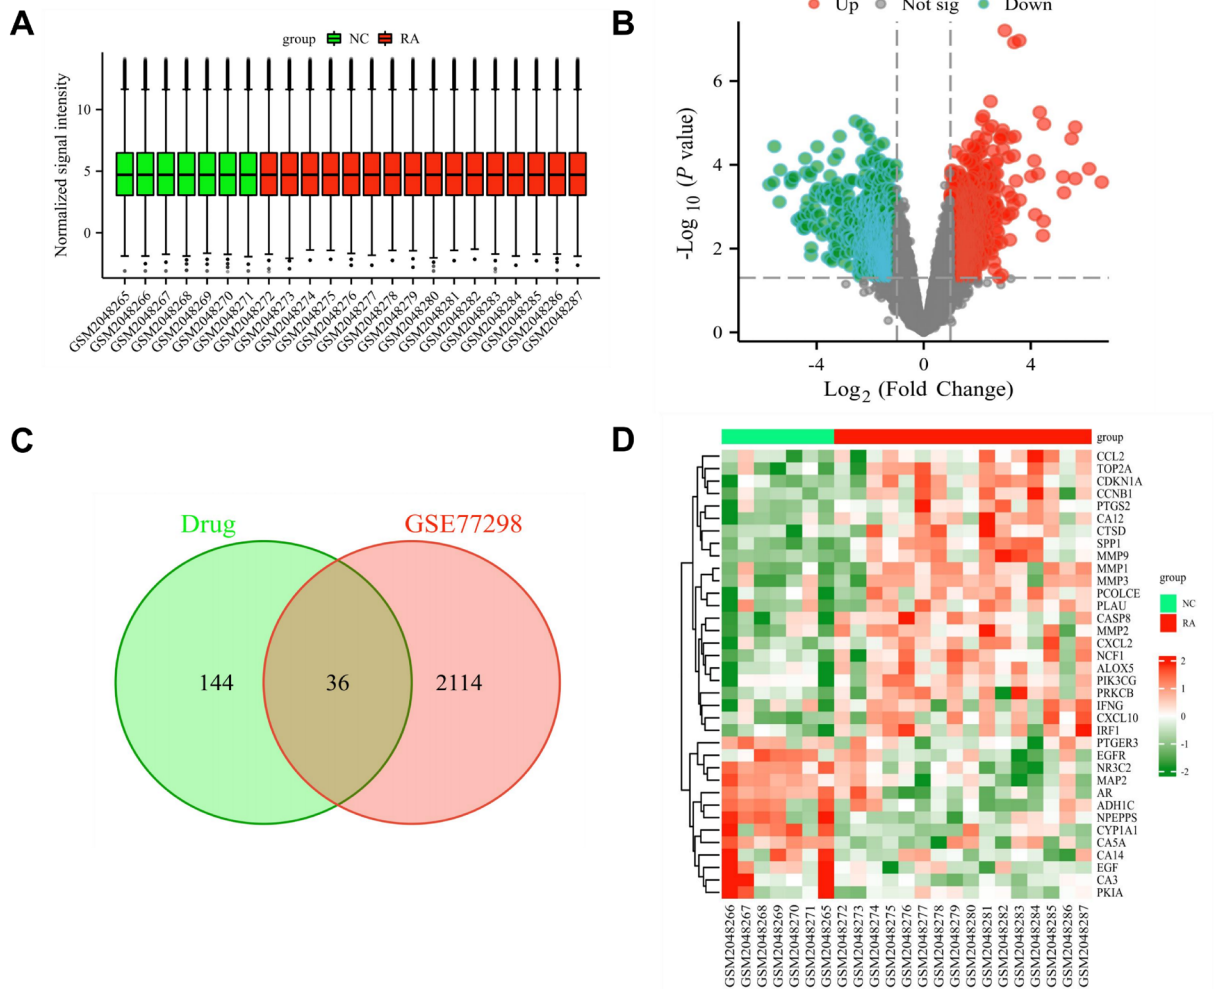 A
group NC RA
Normalized signal intensity
10
5
0
GSM2048265
GSM2048266
GSM2048267
GSM2048268
GSM2048269
GSM2048270
GSM2048271
GSM2048272
GSM2048273
GSM2048274
GSM2048275
GSM2048276
GSM2048277
GSM2048278
GSM2048279
GSM2048280
GSM2048281
GSM2048282
GSM2048283
GSM2048284
GSM2048285
GSM2048286
GSM2048287
B
Up Not sig Down
-Log 10 (P value)
6
4
2
0
-4 0 4
Log2 (Fold Change)
C
Drug GSE77298
144 36 2114
D
group
CCL2
TOP2A
CDKN1A
CCNB1
PTGS2
CA12
CTSD
SPP1
MMP9
MMP1
MMP3
PCOLCE
PLAU
CASP8
MMP2
CXCL2
NCF1
ALOX5
PIK3CG
PRKCB
IFNG
CXCL10
IRF1
PTGER3
EGFR
NR3C2
MAP2
AR
ADH1C
NPEPPS
CYP1A1
CA5A
CA14
EGF
CA3
PKIA
group
NC
RA
2
1
0
-1
-2
GSM2048266
GSM2048267
GSM2048268
GSM2048269
GSM2048270
GSM2048271
GSM2048265
GSM2048272
GSM2048273
GSM2048274
GSM2048275
GSM2048276
GSM2048277
GSM2048278
GSM2048279
GSM2048280
GSM2048281
GSM2048282
GSM2048283
GSM2048284
GSM2048285
GSM2048286
GSM2048287